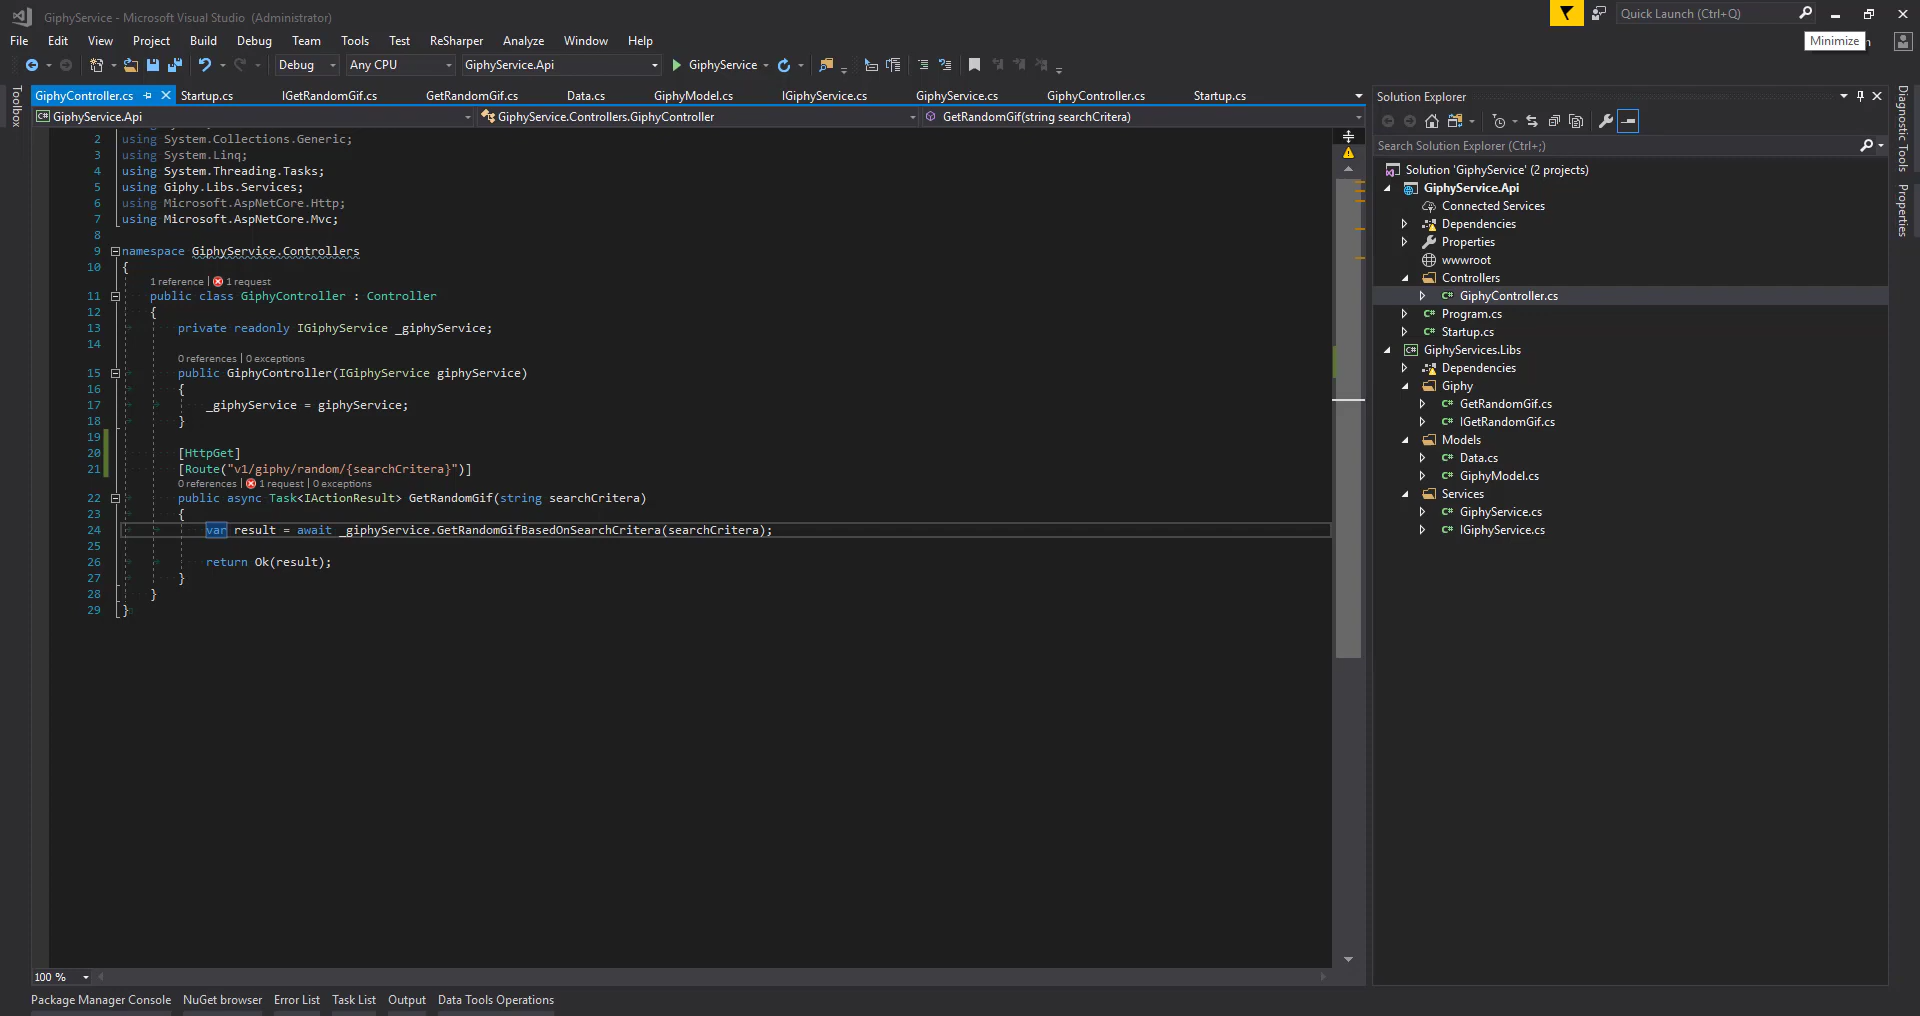 GiphyService - Microsoft Visual Studio (Administrator)
Quick Launch (Ctrl+Q)
File Edit View Project Build Debug Team Tools Test ReSharper Analyze Window Help
Minimize
Debug Any CPU GiphyService.Api GiphyService
Toolbox
GiphyController.cs Startup.cs IGetRandomGif.cs GetRandomGif.cs Data.cs GiphyModel.cs IGiphyService.cs GiphyService.cs GiphyController.cs Startup.cs
GiphyService.Api GiphyService.Controllers.GiphyController GetRandomGif(string searchCritera)
2 using System.Collections.Generic;
3 using System.Linq;
4 using System.Threading.Tasks;
5 using Giphy.Libs.Services;
6 using Microsoft.AspNetCore.Http;
7 using Microsoft.AspNetCore.Mvc;
8
9 namespace GiphyService.Controllers
10 {
1 reference | 1 request
11 public class GiphyController : Controller
12 {
13 private readonly IGiphyService _giphyService;
14
0 references | 0 exceptions
15 public GiphyController(IGiphyService giphyService)
16 {
17 _giphyService = giphyService;
18 }
19
20 [HttpGet]
21 [Route("v1/giphy/random/{searchCritera}")]
0 references | 1 request | 0 exceptions
22 public async Task<IActionResult> GetRandomGif(string searchCritera)
23 {
24 var result = await _giphyService.GetRandomGifBasedOnSearchCritera(searchCritera);
25
26 return Ok(result);
27 }
28 }
29 }
100 %
Package Manager Console NuGet browser Error List Task List Output Data Tools Operations
Solution Explorer
Search Solution Explorer (Ctrl+;)
Solution 'GiphyService' (2 projects)
GiphyService.Api
Connected Services
Dependencies
Properties
wwwroot
Controllers
C# GiphyController.cs
C# Program.cs
C# Startup.cs
C# GiphyServices.Libs
Dependencies
Giphy
C# GetRandomGif.cs
C# IGetRandomGif.cs
Models
C# Data.cs
C# GiphyModel.cs
Services
C# GiphyService.cs
C# IGiphyService.cs
Diagnostic Tools
Properties